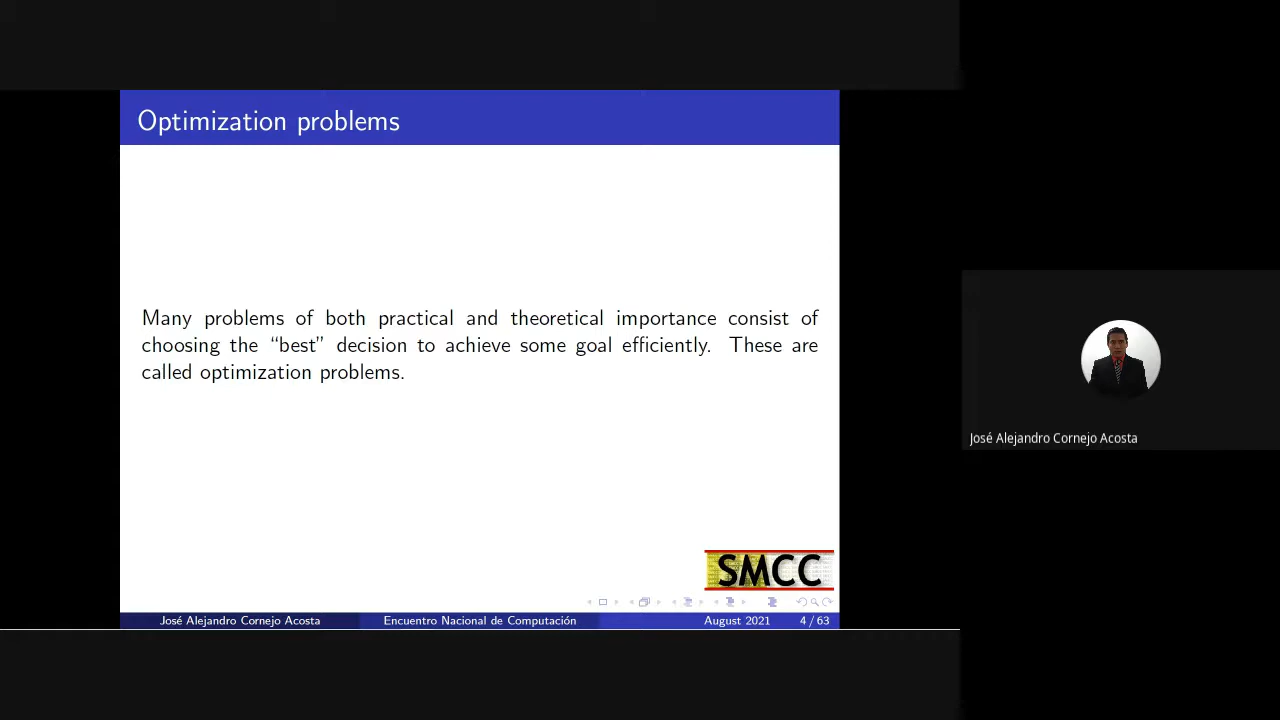 Optimization problems
Many problems of both practical and theoretical importance consist of
choosing the “best” decision to achieve some goal efficiently. These are
called optimization problems.
SMCC
José Alejandro Cornejo Acosta
Encuentro Nacional de Computación
August 2021
4 / 63
José Alejandro Cornejo Acosta